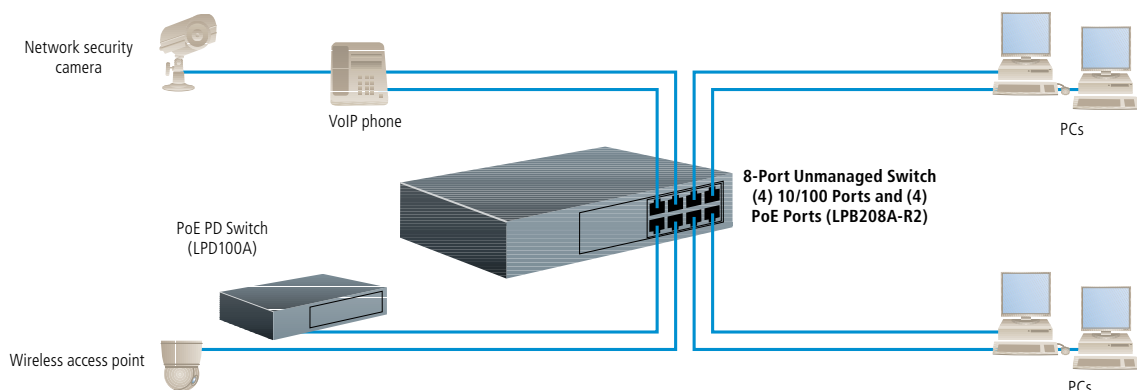 Network security
camera
VoIP phone
PCs
8-Port Unmanaged Switch
(4) 10/100 Ports and (4)
PoE Ports (LPB208A-R2)
PoE PD Switch
(LPD100A)
Wireless access point
PCs